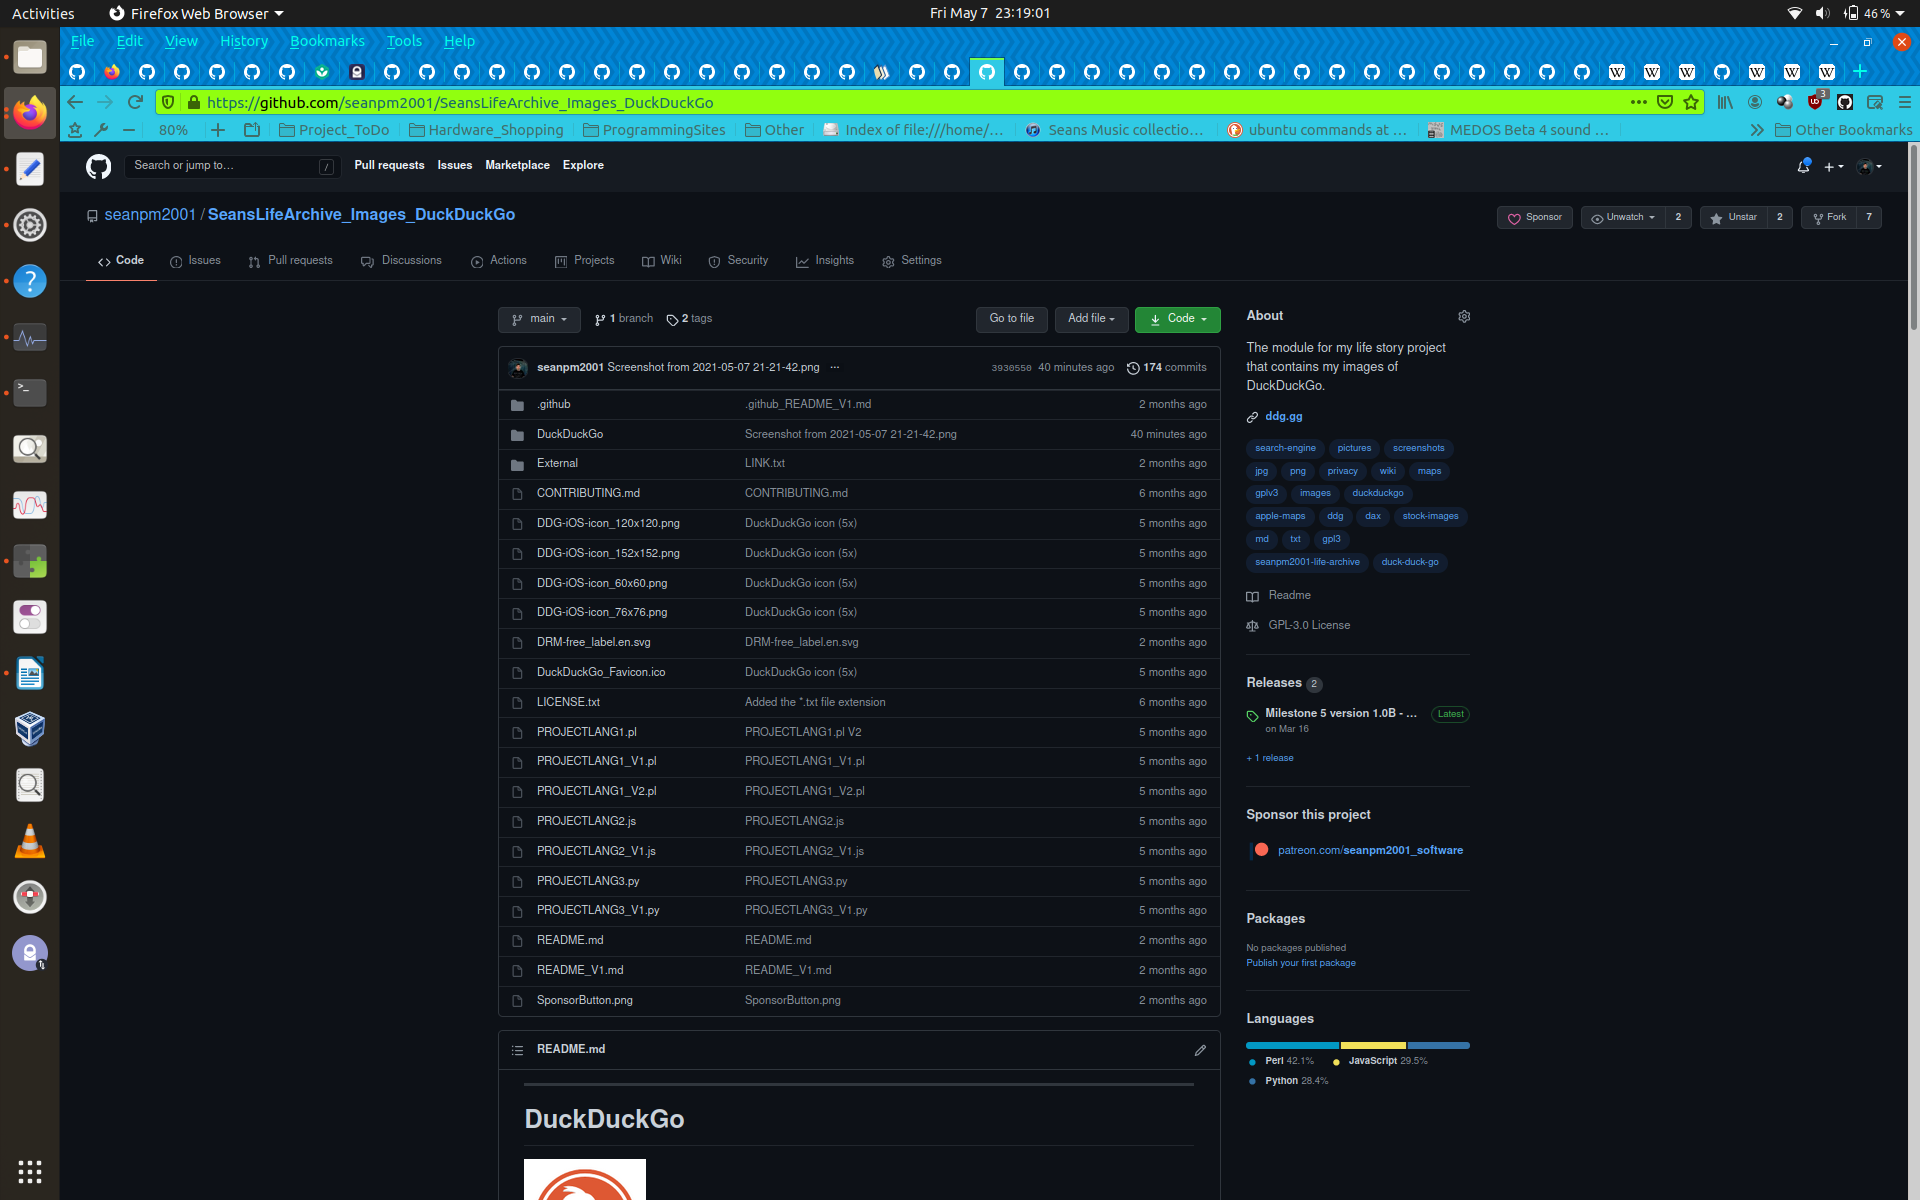 Activities Firefox Web Browser Fri May 7 23:19:01 46%
File Edit View History Bookmarks Tools Help
https://github.com/seanpm2001/SeansLifeArchive_Images_DuckDuckGo 3
80% Project_ToDo Hardware_Shopping ProgrammingSites Other Index of file:///home/... Seans Music collectio... ubuntu commands at ... MEDOS Beta 4 sound ... Other Bookmarks
Search or jump to... / Pull requests Issues Marketplace Explore
seanpm2001 / SeansLifeArchive_Images_DuckDuckGo Sponsor Unwatch 2 Unstar 2 Fork 7
Code Issues Pull requests Discussions Actions Projects Wiki Security Insights Settings
main 1 branch 2 tags Go to file Add file Code
seanpm2001 Screenshot from 2021-05-07 21-21-42.png ... 3930550 40 minutes ago 174 commits
.github .github_README_V1.md 2 months ago
DuckDuckGo Screenshot from 2021-05-07 21-21-42.png 40 minutes ago
External LINK.txt 2 months ago
CONTRIBUTING.md CONTRIBUTING.md 6 months ago
DDG-iOS-icon_120x120.png DuckDuckGo icon (5x) 5 months ago
DDG-iOS-icon_152x152.png DuckDuckGo icon (5x) 5 months ago
DDG-iOS-icon_60x60.png DuckDuckGo icon (5x) 5 months ago
DDG-iOS-icon_76x76.png DuckDuckGo icon (5x) 5 months ago
DRM-free_label.en.svg DRM-free_label.en.svg 2 months ago
DuckDuckGo_Favicon.ico DuckDuckGo icon (5x) 5 months ago
LICENSE.txt Added the *.txt file extension 6 months ago
PROJECTLANG1.pl PROJECTLANG1.pl V2 5 months ago
PROJECTLANG1_V1.pl PROJECTLANG1_V1.pl 5 months ago
PROJECTLANG1_V2.pl PROJECTLANG1_V2.pl 5 months ago
PROJECTLANG2.js PROJECTLANG2.js 5 months ago
PROJECTLANG2_V1.js PROJECTLANG2_V1.js 5 months ago
PROJECTLANG3.py PROJECTLANG3.py 5 months ago
PROJECTLANG3_V1.py PROJECTLANG3_V1.py 5 months ago
README.md README.md 2 months ago
README_V1.md README_V1.md 2 months ago
SponsorButton.png SponsorButton.png 2 months ago
README.md
DuckDuckGo
About
The module for my life story project
that contains my images of
DuckDuckGo.
ddg.gg
search-engine pictures screenshots
jpg png privacy wiki maps
gplv3 images duckduckgo
apple-maps ddg dax stock-images
md txt gpl3
seanpm2001-life-archive duck-duck-go
Readme
GPL-3.0 License
Releases 2
Milestone 5 version 1.0B - ... Latest
on Mar 16
+ 1 release
Sponsor this project
patreon.com/seanpm2001_software
Packages
No packages published
Publish your first package
Languages
Perl 42.1% JavaScript 29.5%
Python 28.4%